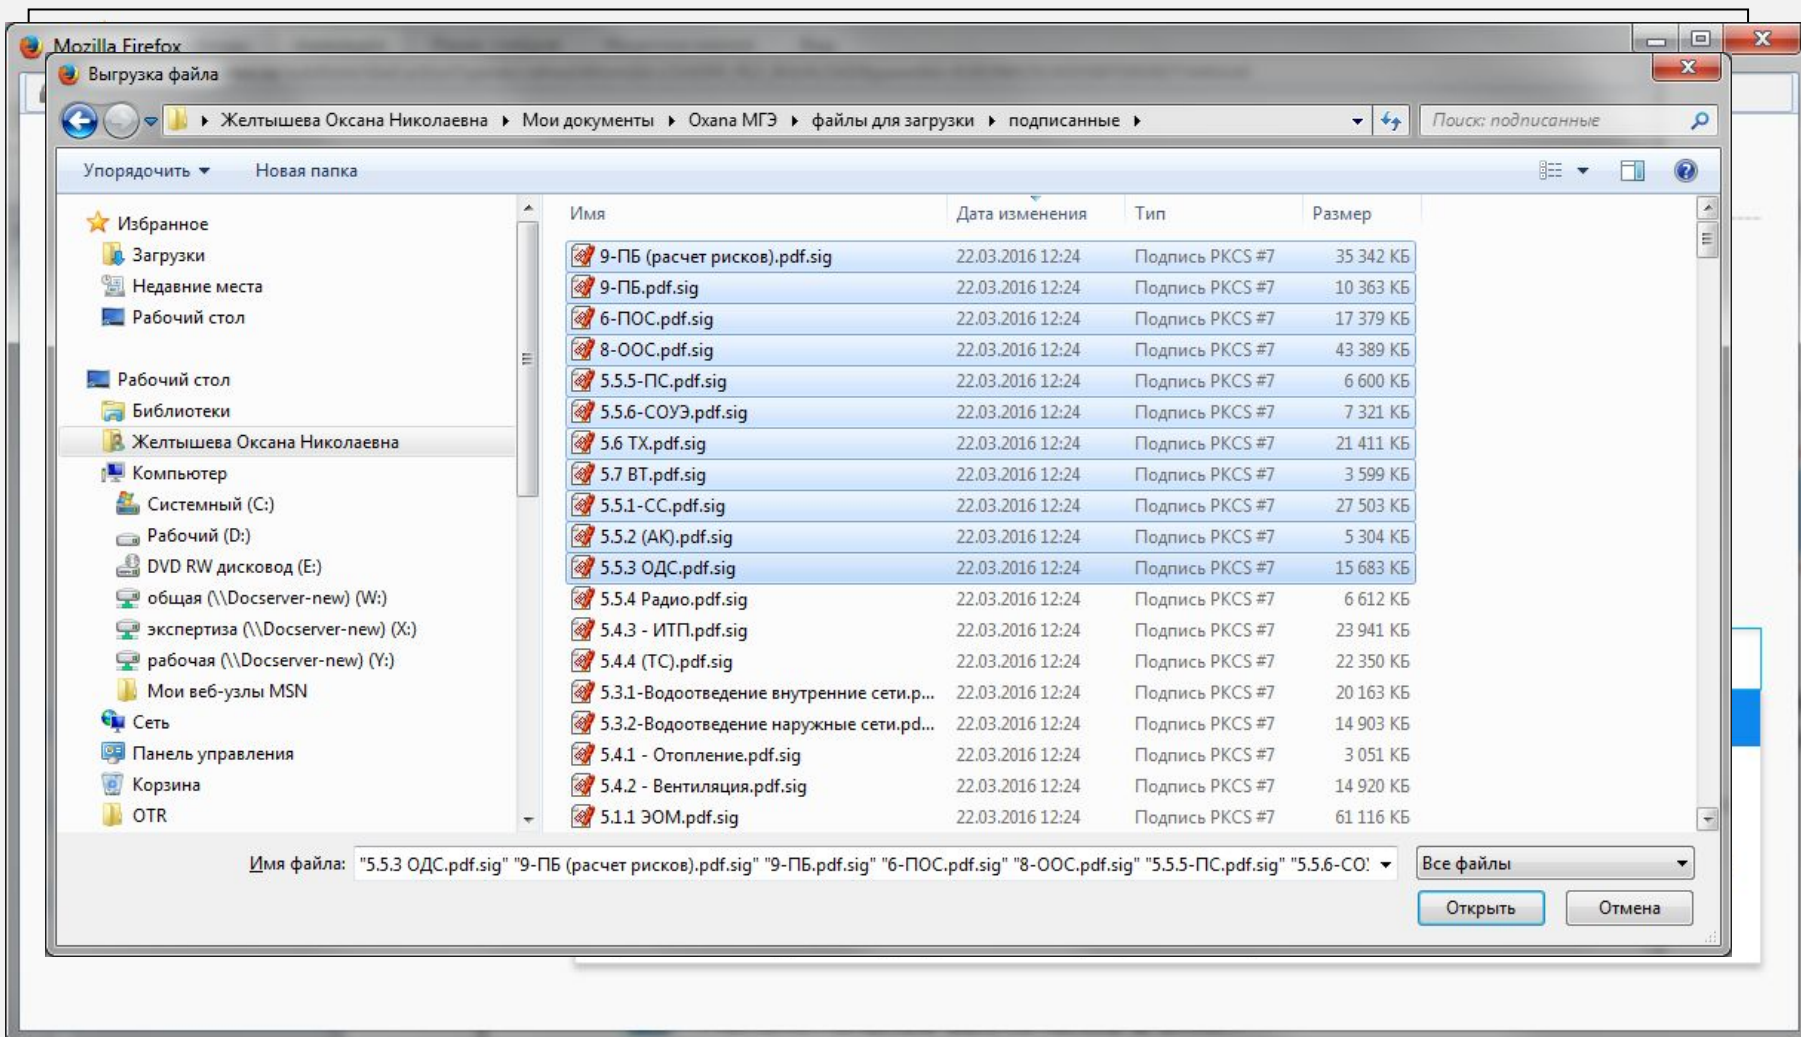 Mozilla Firefox
Выгрузка файла
Желтышева Оксана Николаевна ▸ Мои документы ▸ Oxana МГЭ ▸ файлы для загрузки ▸ подписанные ▸
Поиск: подписанные
Упорядочить
Новая папка
Избранное
Загрузки
Недавние места
Рабочий стол
Рабочий стол
Библиотеки
Желтышева Оксана Николаевна
Компьютер
Системный (C:)
Рабочий (D:)
DVD RW дисковод (E:)
общая (\\Docserver-new) (W:)
экспертиза (\\Docserver-new) (X:)
рабочая (\\Docserver-new) (Y:)
Мои веб-узлы MSN
Сеть
Панель управления
Корзина
OTR
Имя Дата изменения Тип Размер
9-ПБ (расчет рисков).pdf.sig 22.03.2016 12:24 Подпись PKCS #7 35 342 КБ
9-ПБ.pdf.sig 22.03.2016 12:24 Подпись PKCS #7 10 363 КБ
6-ПОС.pdf.sig 22.03.2016 12:24 Подпись PKCS #7 17 379 КБ
8-ООС.pdf.sig 22.03.2016 12:24 Подпись PKCS #7 43 389 КБ
5.5.5-ПС.pdf.sig 22.03.2016 12:24 Подпись PKCS #7 6 600 КБ
5.5.6-СОУЭ.pdf.sig 22.03.2016 12:24 Подпись PKCS #7 7 321 КБ
5.6 ТХ.pdf.sig 22.03.2016 12:24 Подпись PKCS #7 21 411 КБ
5.7 ВТ.pdf.sig 22.03.2016 12:24 Подпись PKCS #7 3 599 КБ
5.5.1-СС.pdf.sig 22.03.2016 12:24 Подпись PKCS #7 27 503 КБ
5.5.2 (АК).pdf.sig 22.03.2016 12:24 Подпись PKCS #7 5 304 КБ
5.5.3 ОДС.pdf.sig 22.03.2016 12:24 Подпись PKCS #7 15 683 КБ
5.5.4 Радио.pdf.sig 22.03.2016 12:24 Подпись PKCS #7 6 612 КБ
5.4.3 - ИТП.pdf.sig 22.03.2016 12:24 Подпись PKCS #7 23 941 КБ
5.4.4 (ТС).pdf.sig 22.03.2016 12:24 Подпись PKCS #7 22 350 КБ
5.3.1-Водоотведение внутренние сети.p... 22.03.2016 12:24 Подпись PKCS #7 20 163 КБ
5.3.2-Водоотведение наружные сети.pd... 22.03.2016 12:24 Подпись PKCS #7 14 903 КБ
5.4.1 - Отопление.pdf.sig 22.03.2016 12:24 Подпись PKCS #7 3 051 КБ
5.4.2 - Вентиляция.pdf.sig 22.03.2016 12:24 Подпись PKCS #7 14 920 КБ
5.1.1 ЭОМ.pdf.sig 22.03.2016 12:24 Подпись PKCS #7 61 116 КБ
Имя файла: "5.5.3 ОДС.pdf.sig" "9-ПБ (расчет рисков).pdf.sig" "9-ПБ.pdf.sig" "6-ПОС.pdf.sig" "8-ООС.pdf.sig" "5.5.5-ПС.pdf.sig" "5.5.6-СО
Все файлы
Открыть Отмена